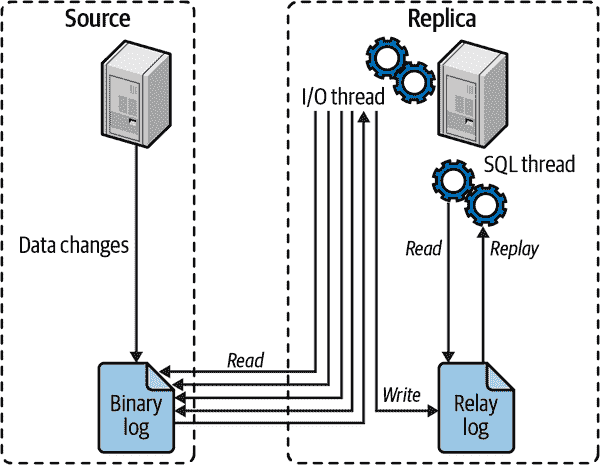 Source
Replica
I/O thread
SQL thread
Data changes
Read
Replay
Read
Write
Binary
log
Relay
log